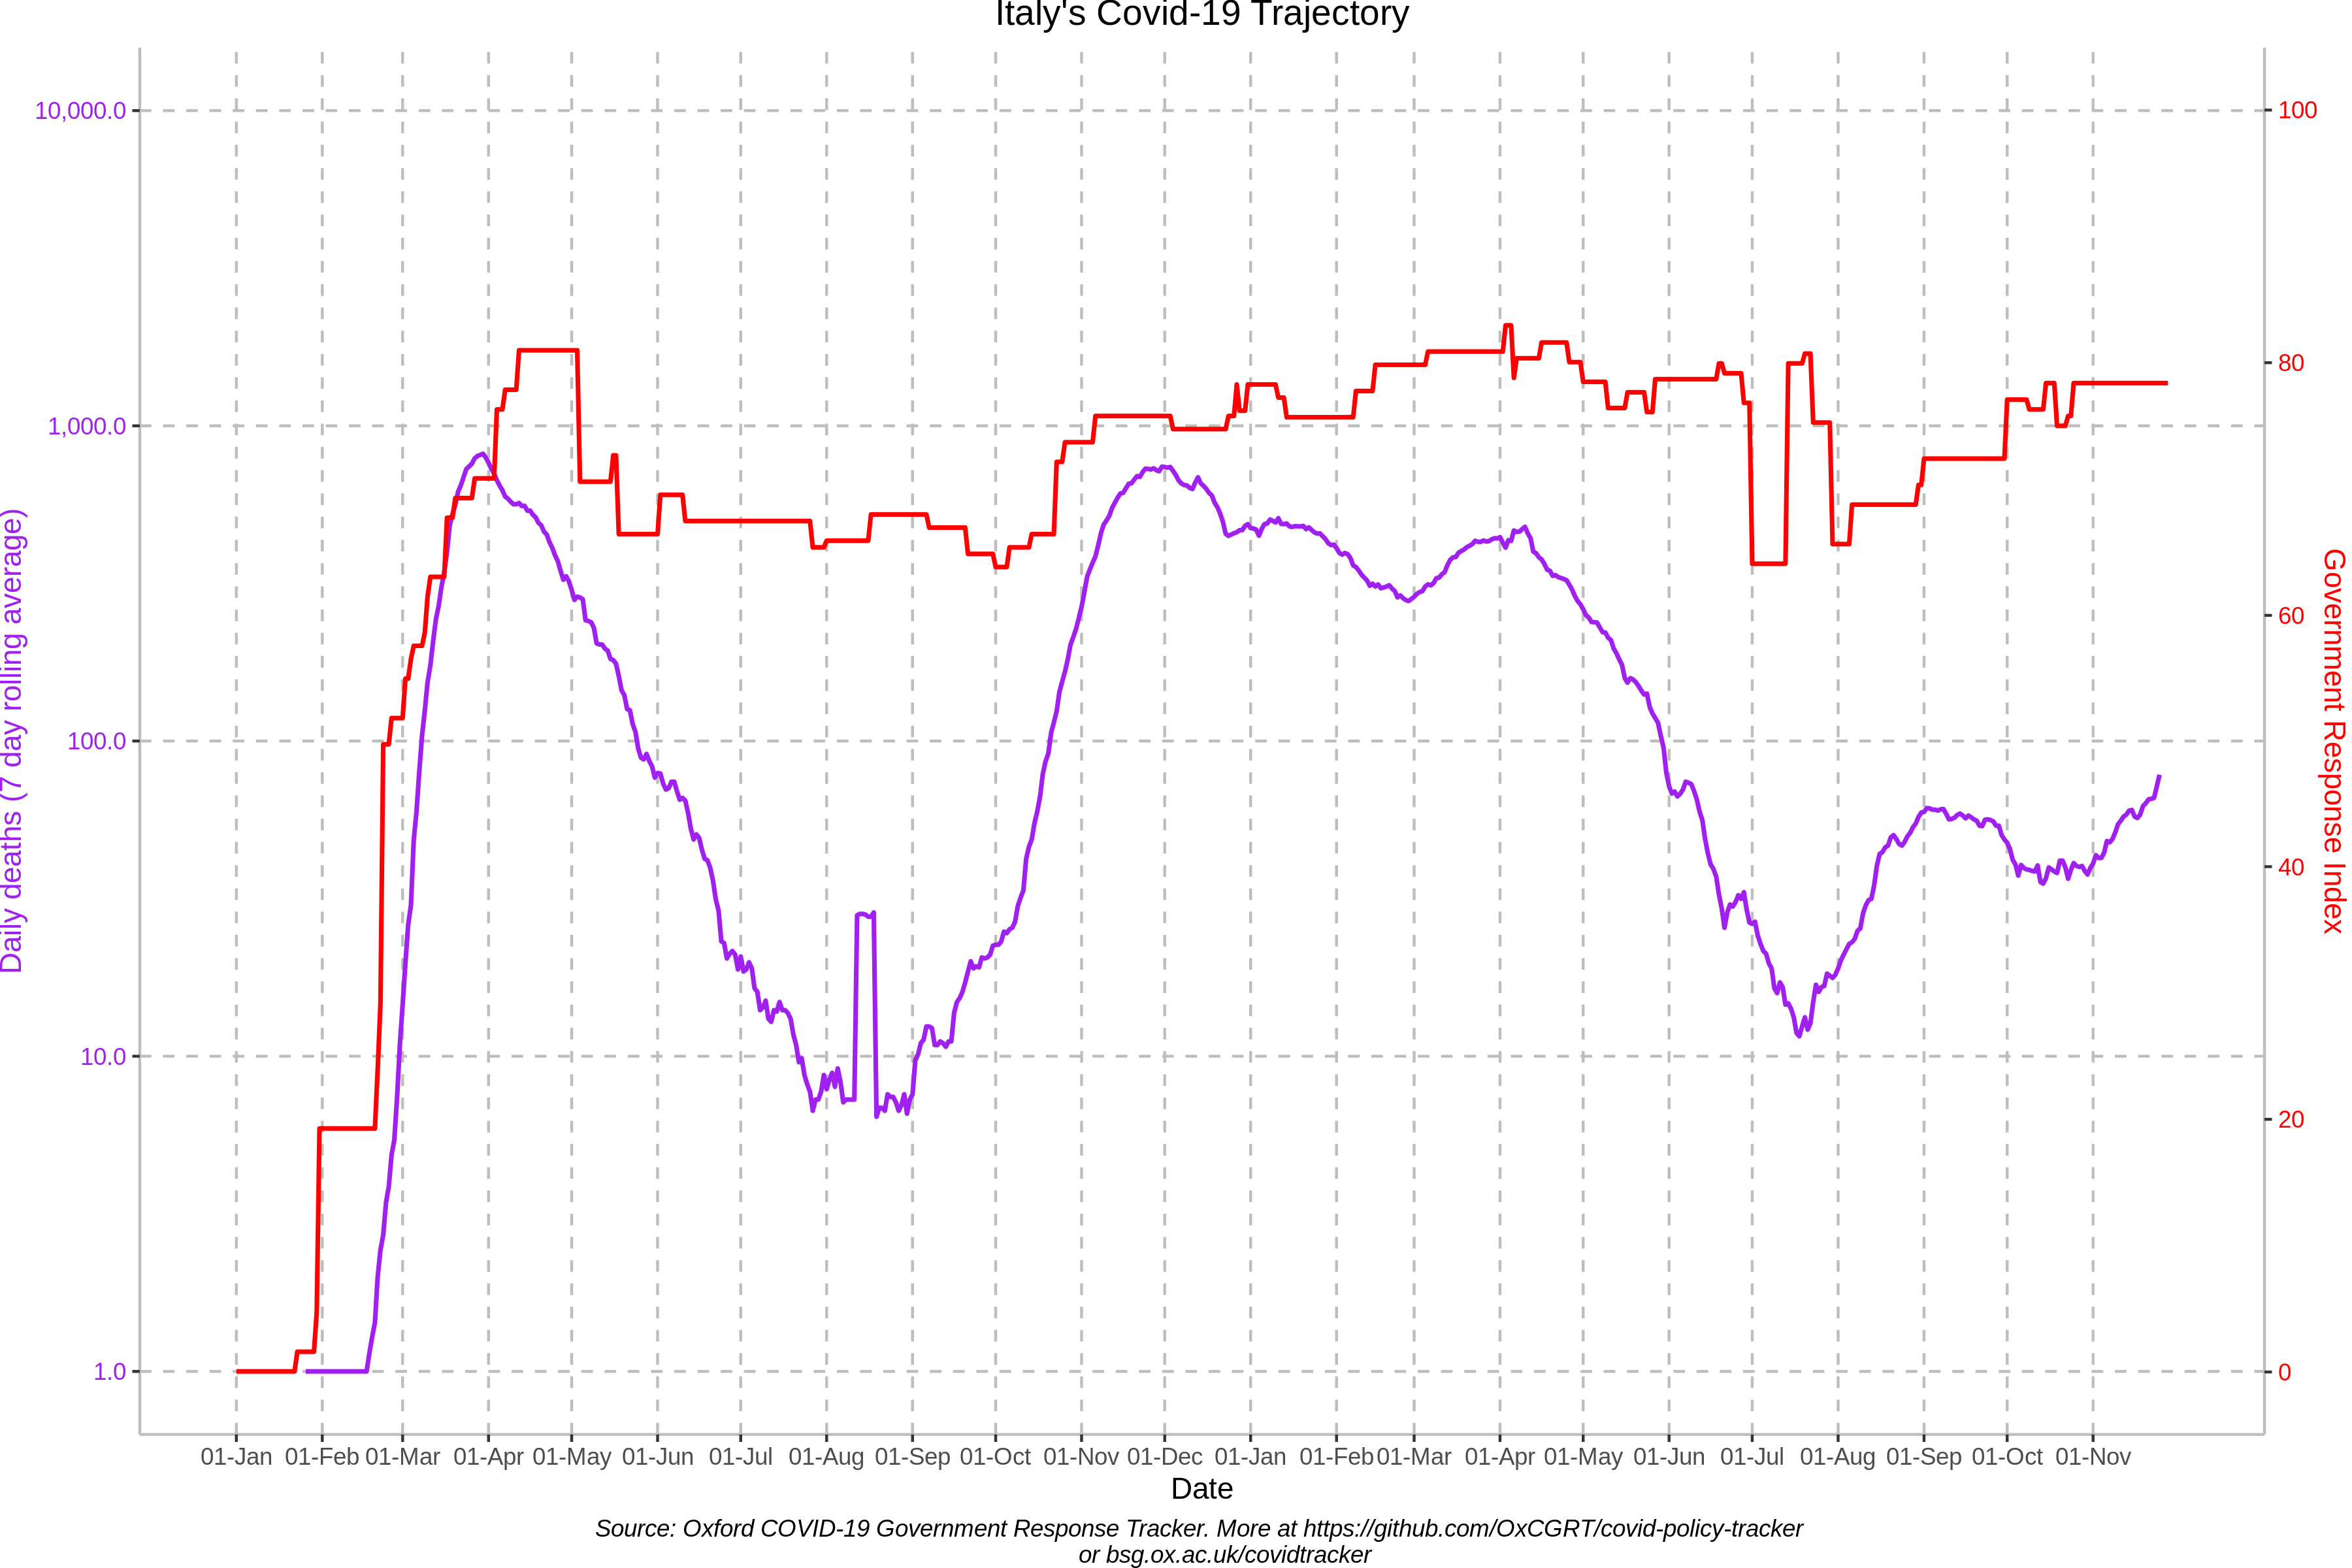 Italy's Covid-19 Trajectory
Daily deaths (7 day rolling average)
10,000.0
1,000.0
100.0
10.0
1.0
100
80
60
40
20
0
Government Response Index
01-Jan 01-Feb 01-Mar 01-Apr 01-May 01-Jun 01-Jul 01-Aug 01-Sep 01-Oct 01-Nov 01-Dec 01-Jan 01-Feb 01-Mar 01-Apr 01-May 01-Jun 01-Jul 01-Aug 01-Sep 01-Oct 01-Nov
Date
Source: Oxford COVID-19 Government Response Tracker. More at https://github.com/OxCGRT/covid-policy-tracker
or bsg.ox.ac.uk/covidtracker